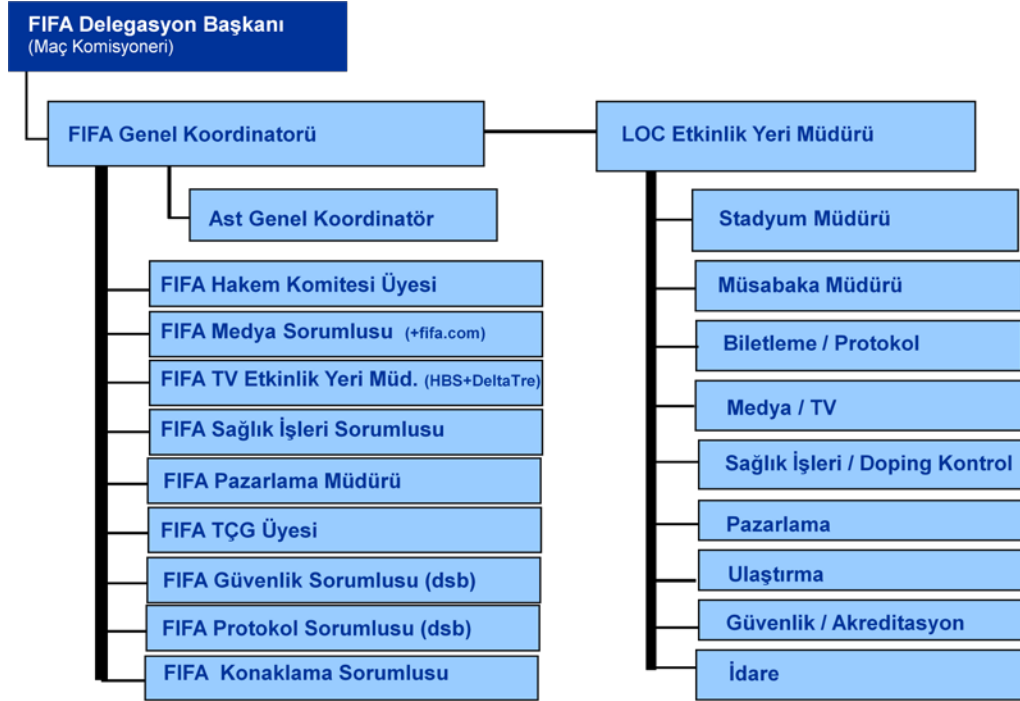 FIFA Delegasyon Başkanı
(Maç Komisyoneri)
FIFA Genel Koordinatorü
LOC Etkinlik Yeri Müdürü
Ast Genel Koordinatör
FIFA Hakem Komitesi Üyesi
FIFA Medya Sorumlusu (+fifa.com)
FIFA TV Etkinlik Yeri Müd. (HBS+DeltaTre)
FIFA Sağlık İşleri Sorumlusu
FIFA Pazarlama Müdürü
FIFA TÇG Üyesi
FIFA Güvenlik Sorumlusu (dsb)
FIFA Protokol Sorumlusu (dsb)
FIFA Konaklama Sorumlusu
Stadyum Müdürü
Müsabaka Müdürü
Biletleme / Protokol
Medya / TV
Sağlık İşleri / Doping Kontrol
Pazarlama
Ulaştırma
Güvenlik / Akreditasyon
İdare